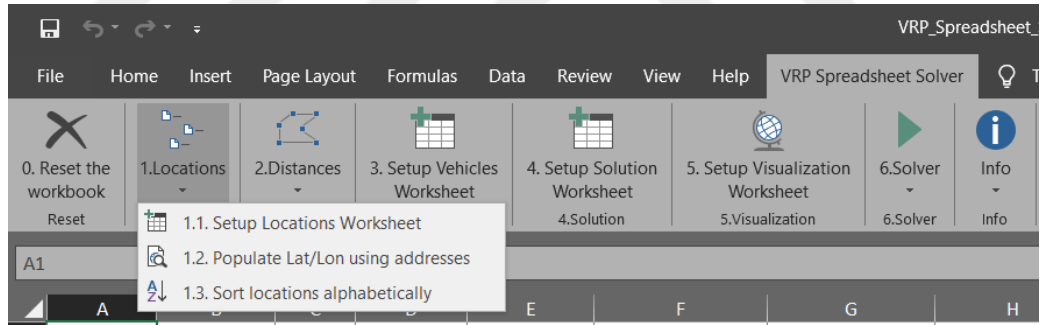 VRP_Spreadsheet_
File Home Insert Page Layout Formulas Data Review View Help VRP Spreadsheet Solver
0. Reset the workbook
Reset
1.Locations
2.Distances
3. Setup Vehicles Worksheet
4. Setup Solution Worksheet
4.Solution
5. Setup Visualization Worksheet
5.Visualization
6.Solver
6.Solver
Info
Info
1.1. Setup Locations Worksheet
1.2. Populate Lat/Lon using addresses
1.3. Sort locations alphabetically
A1
A E F G H